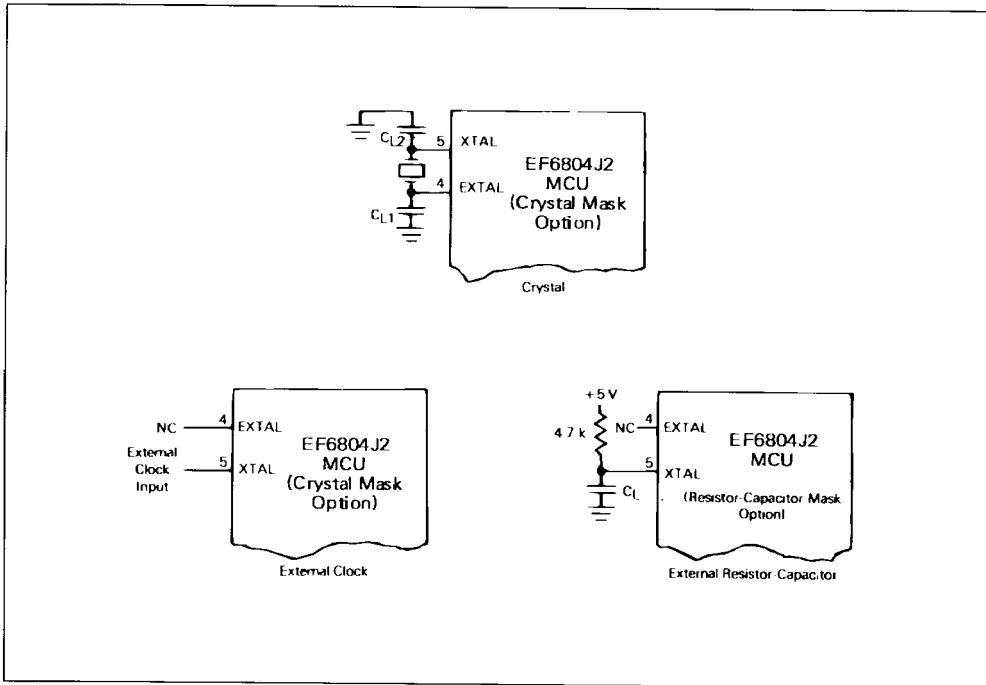 CL2
5 XTAL
EF6804J2
MCU
(Crystal Mask
Option)
4 EXTAL
CL1
Crystal
NC
4 EXTAL
External
Clock
Input
5 XTAL
EF6804J2
MCU
(Crystal Mask
Option)
External Clock
+5 V
4 7 k
NC
4 EXTAL
5 XTAL
CL
EF6804J2
MCU
(Resistor-Capacitor Mask
Option)
External Resistor-Capacitor